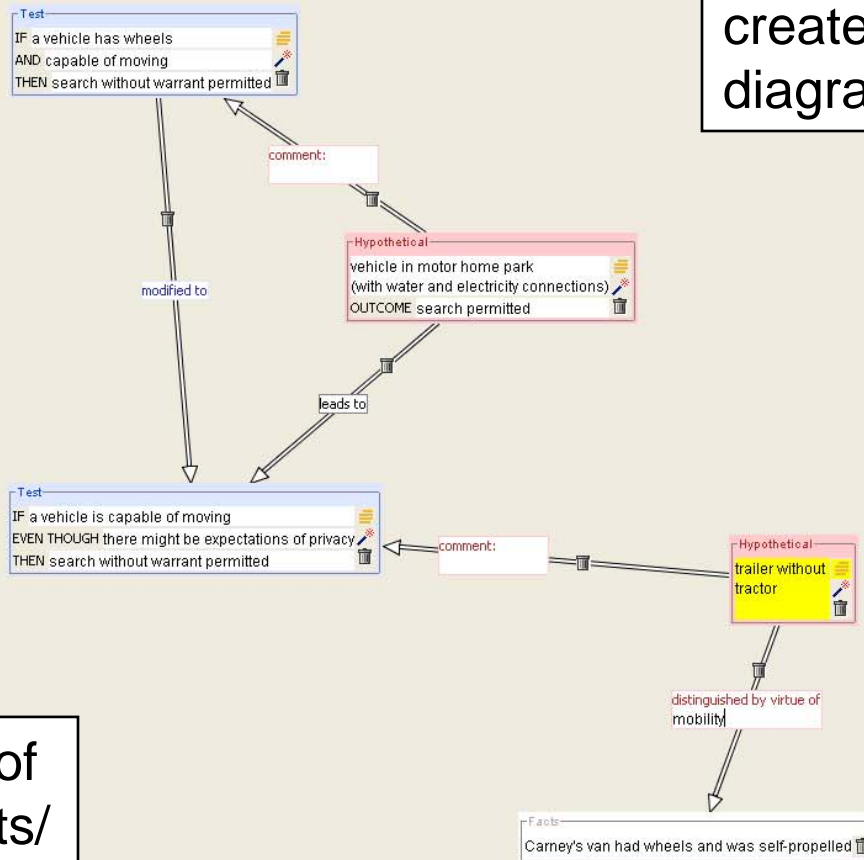 create
diagra
Test
IF a vehicle has wheels
AND capable of moving
THEN search without warrant permitted
comment:
Hypothetical
vehicle in motor home park
(with water and electricity connections)
OUTCOME search permitted
modified to
leads to
Test
IF a vehicle is capable of moving
EVEN THOUGH there might be expectations of privacy
THEN search without warrant permitted
comment:
Hypothetical
trailer without
tractor
distinguished by virtue of
mobility
of
ts/
Facts
Carney's van had wheels and was self-propelled